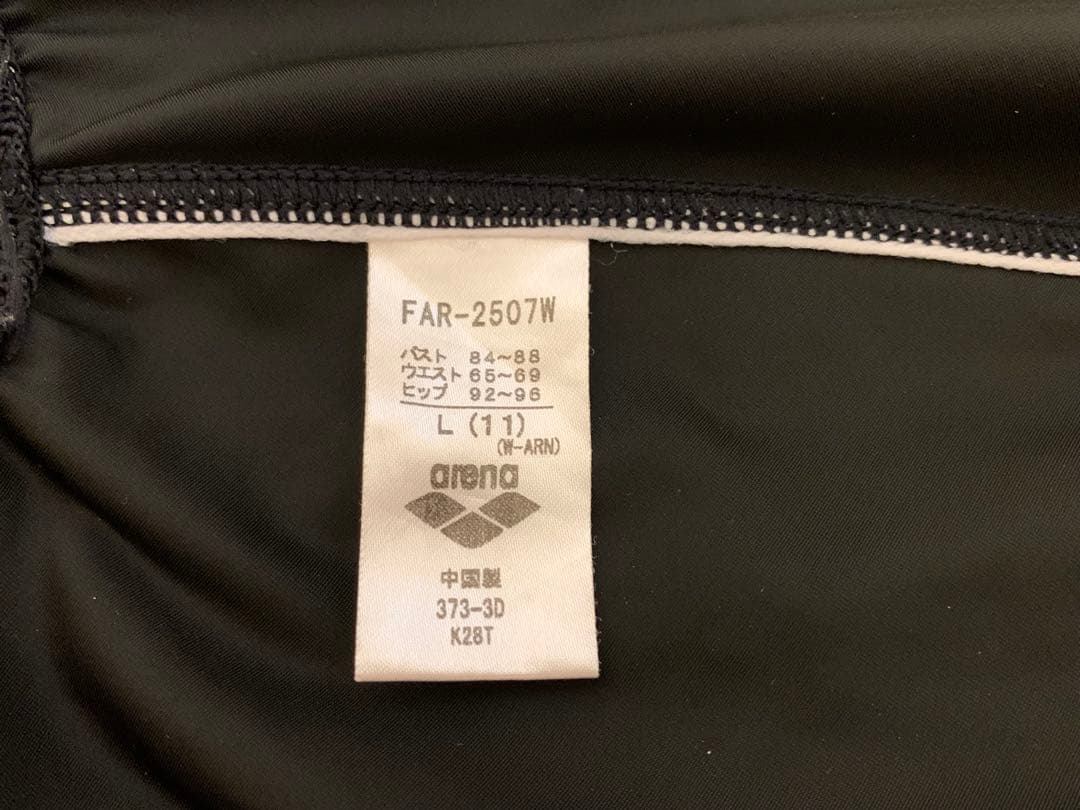 FAR-2507W
バスト 84～88
ウエスト 65～69
ヒップ 92～96
L (11)
(W-ARN)
arena
中国製
373-3D
K28T